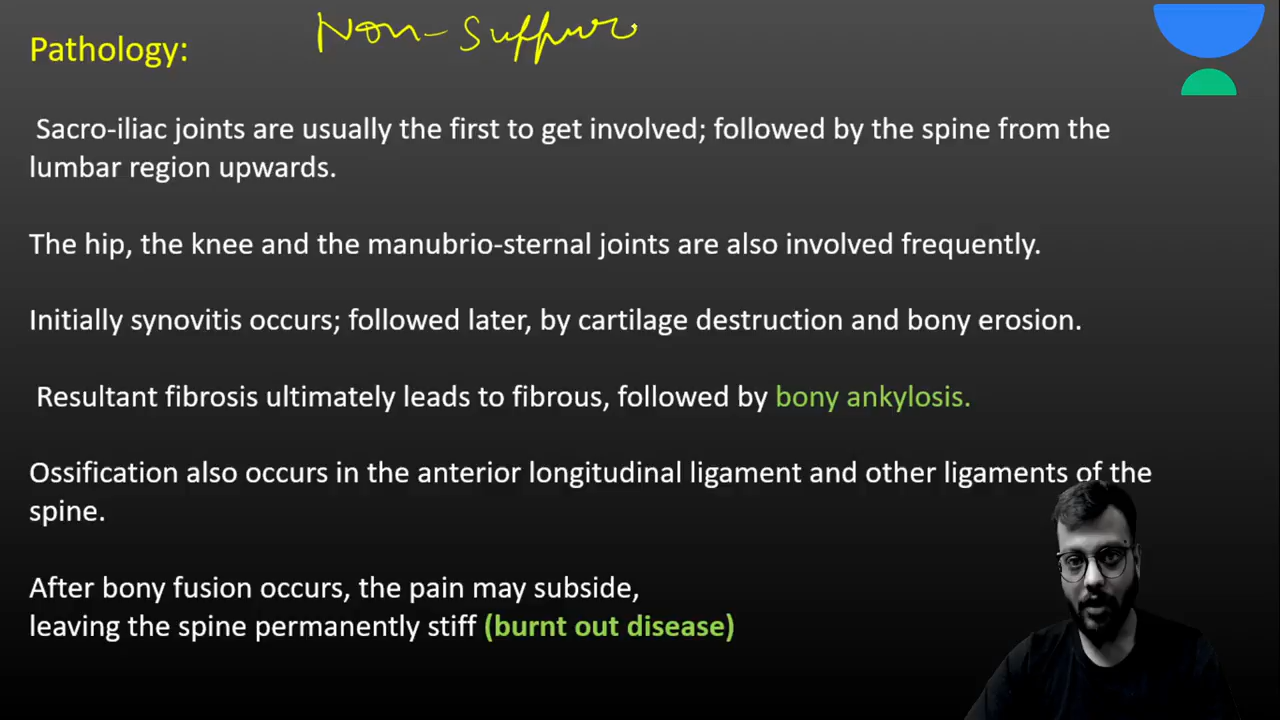 Non-Suppur
Pathology:
Sacro-iliac joints are usually the first to get involved; followed by the spine from the
lumbar region upwards.
The hip, the knee and the manubrio-sternal joints are also involved frequently.
Initially synovitis occurs; followed later, by cartilage destruction and bony erosion.
Resultant fibrosis ultimately leads to fibrous, followed by bony ankylosis.
Ossification also occurs in the anterior longitudinal ligament and other ligaments of the
spine.
After bony fusion occurs, the pain may subside,
leaving the spine permanently stiff (burnt out disease)